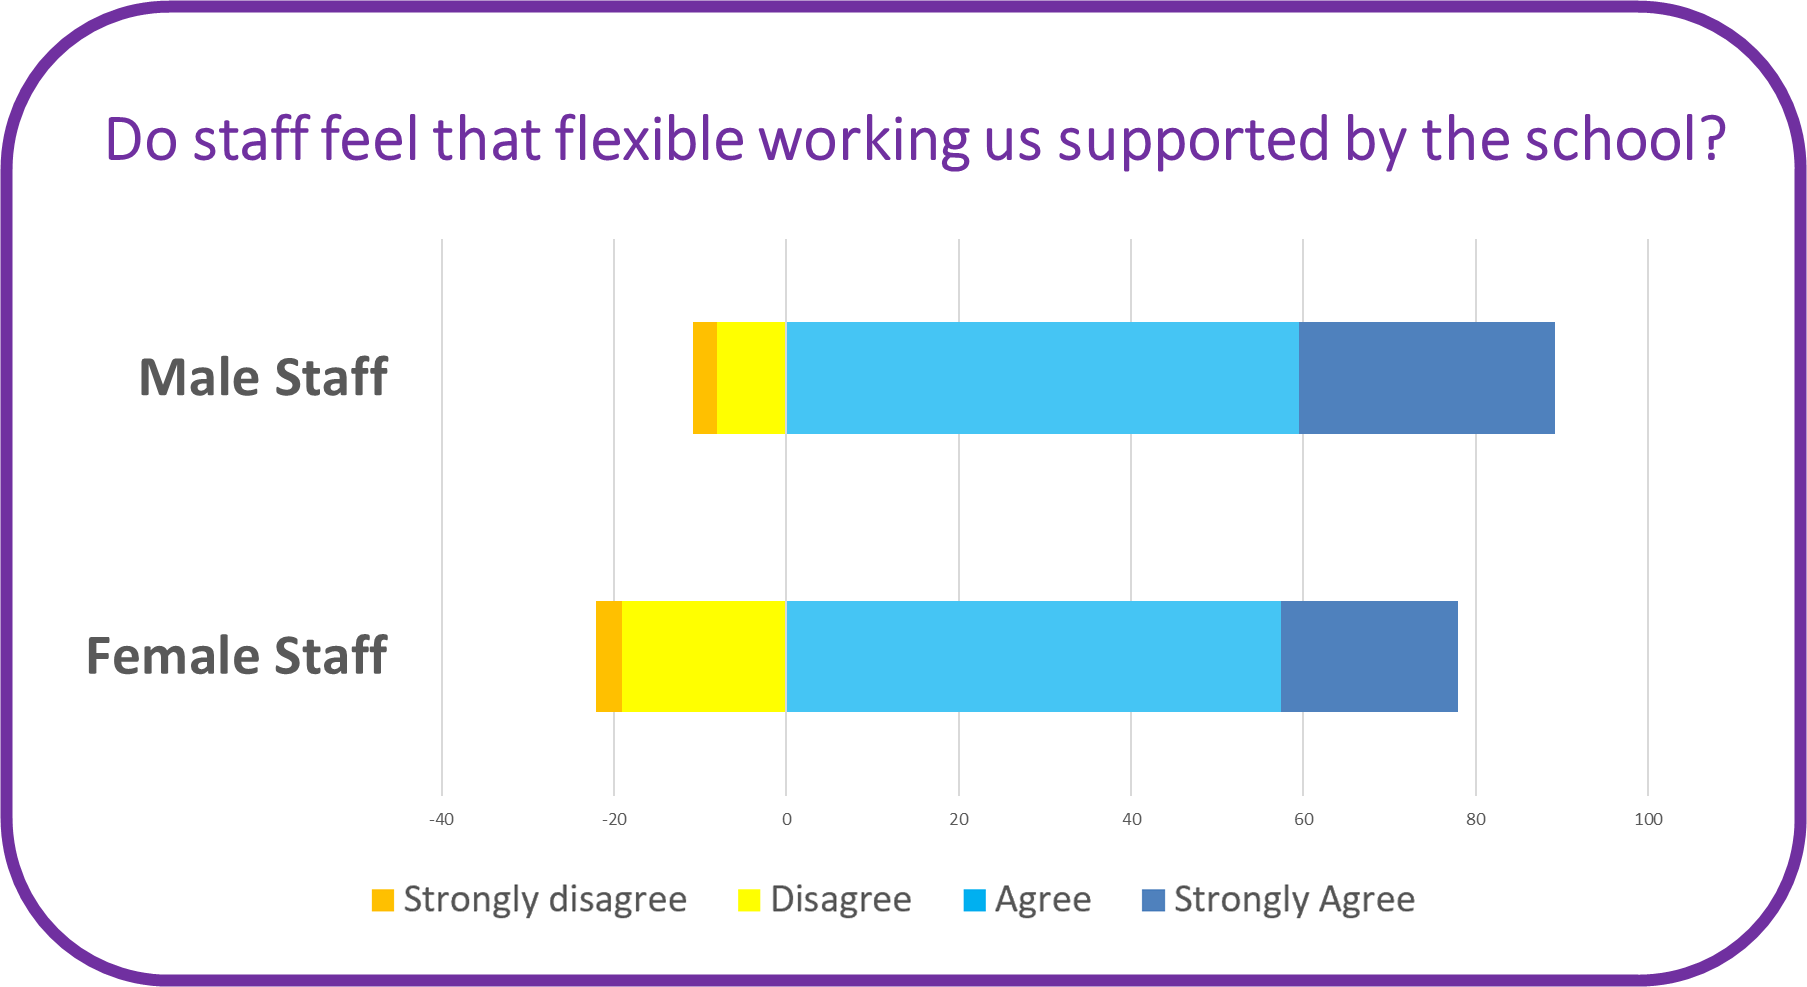 Do staff feel that flexible working us supported by the school?
Male Staff
Female Staff
-40 -20 0 20 40 60 80 100
Strongly disagree Disagree Agree Strongly Agree